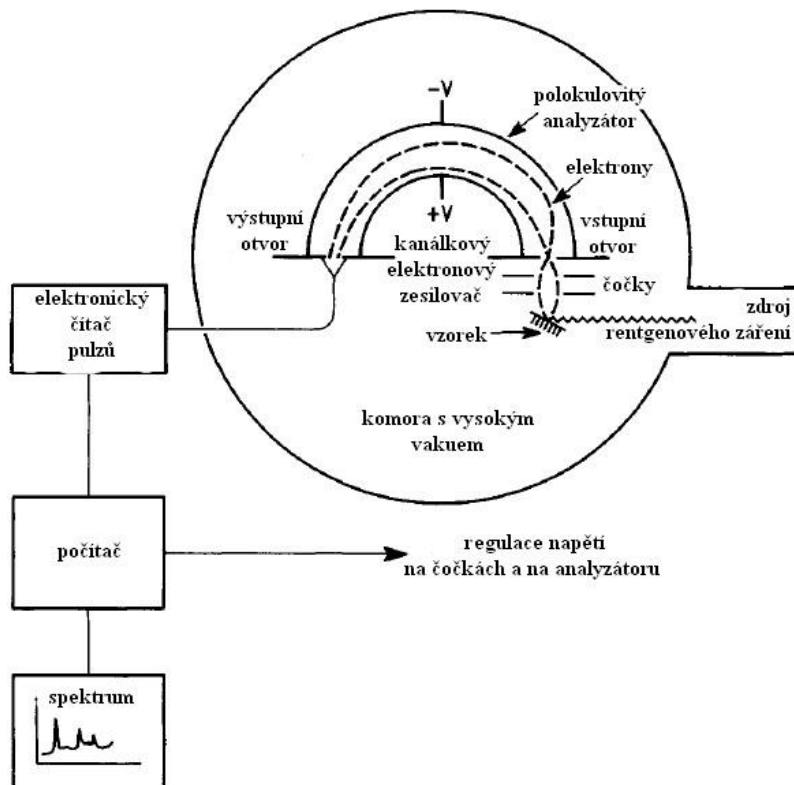 −V
polokulovitý
analyzátor
elektrony
+V
výstupní
otvor
vstupní
otvor
kanálkový
elektronový
zesilovač
čočky
vzorek
zdroj
rentgenového záření
elektronický
čítač
pulzů
komora s vysokým
vakuem
počítač
regulace napětí
na čočkách a na analyzátoru
spektrum